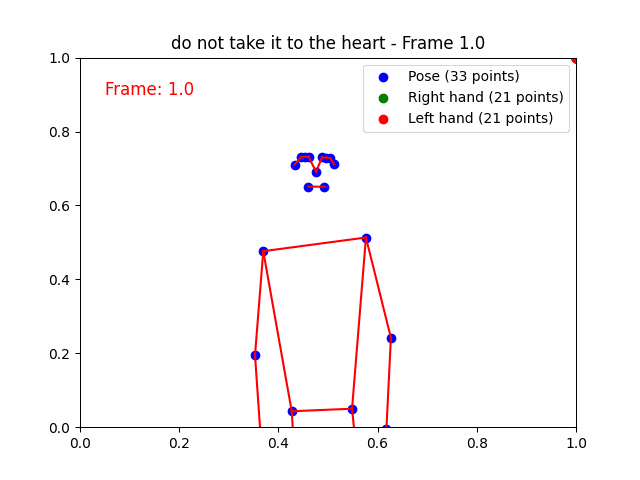 do not take it to the heart - Frame 1.0
Frame: 1.0
Pose (33 points)
Right hand (21 points)
Left hand (21 points)
1.0
0.8
0.6
0.4
0.2
0.0
0.0 0.2 0.4 0.6 0.8 1.0